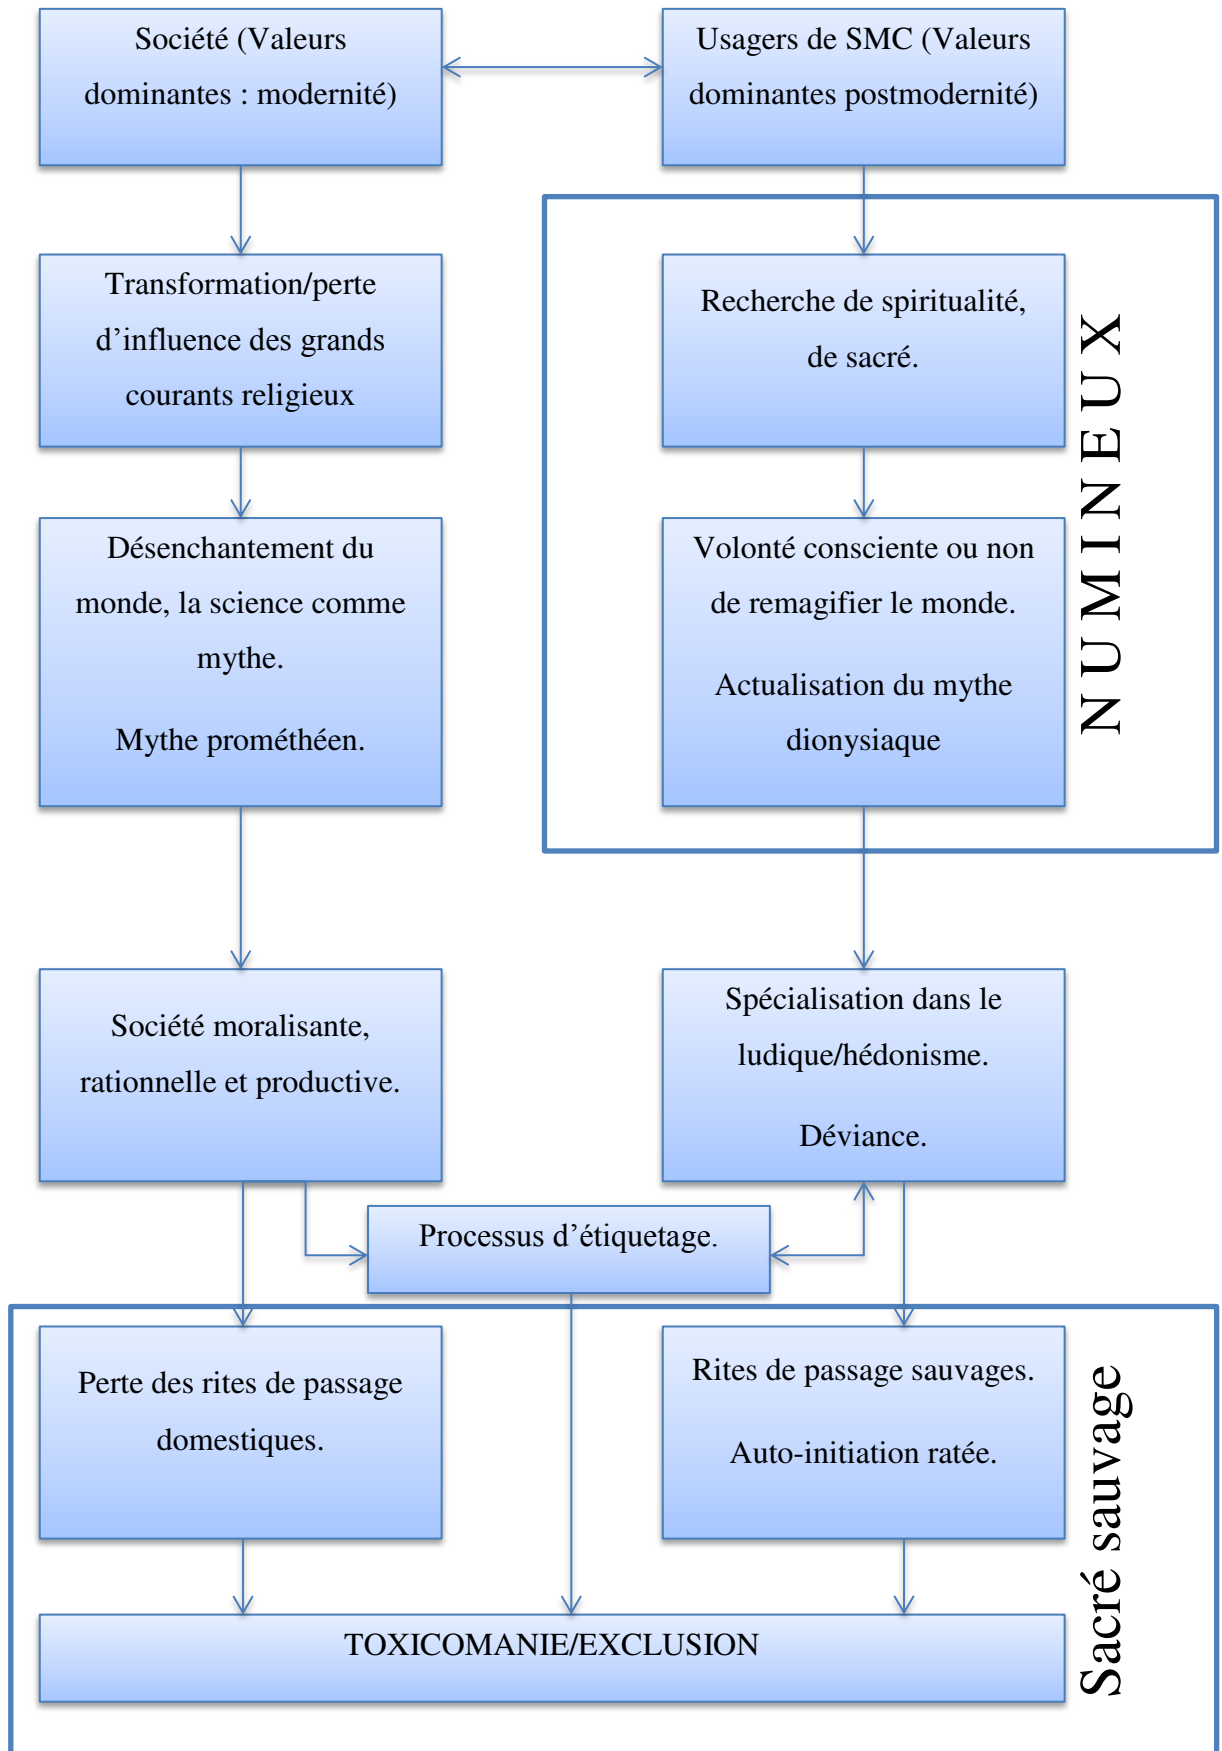 Société (Valeurs
dominantes : modernité)
Usagers de SMC (Valeurs
dominantes postmodernité)
Transformation/perte
d’influence des grands
courants religieux
Recherche de spiritualité,
de sacré.
Désenchantement du
monde, la science comme
mythe.
Mythe prométhéen.
Volonté consciente ou non
de remagifier le monde.
Actualisation du mythe
dionysiaque
N U M I N E U X
Société moralisante,
rationnelle et productive.
Spécialisation dans le
ludique/hédonisme.
Déviance.
Processus d’étiquetage.
Perte des rites de passage
domestiques.
Rites de passage sauvages.
Auto-initiation ratée.
Sacré sauvage
TOXICOMANIE/EXCLUSION